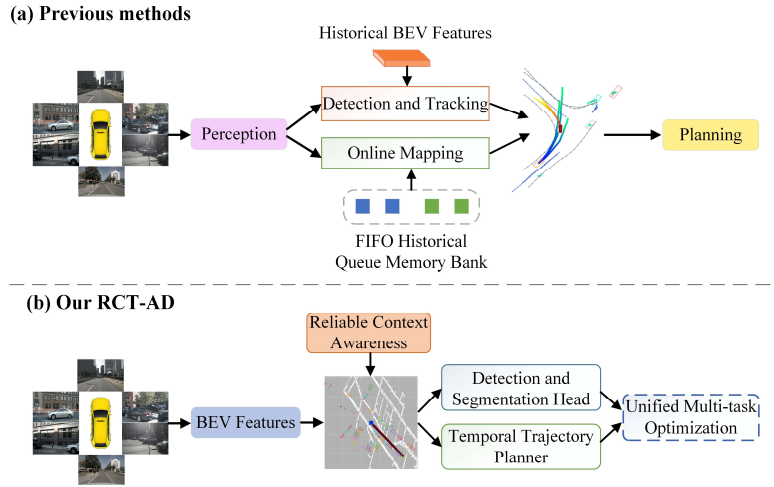 (a) Previous methods
Historical BEV Features
Perception
Detection and Tracking
Online Mapping
Planning
FIFO Historical
Queue Memory Bank
(b) Our RCT-AD
Reliable Context
Awareness
BEV Features
Detection and
Segmentation Head
Temporal Trajectory
Planner
Unified Multi-task
Optimization